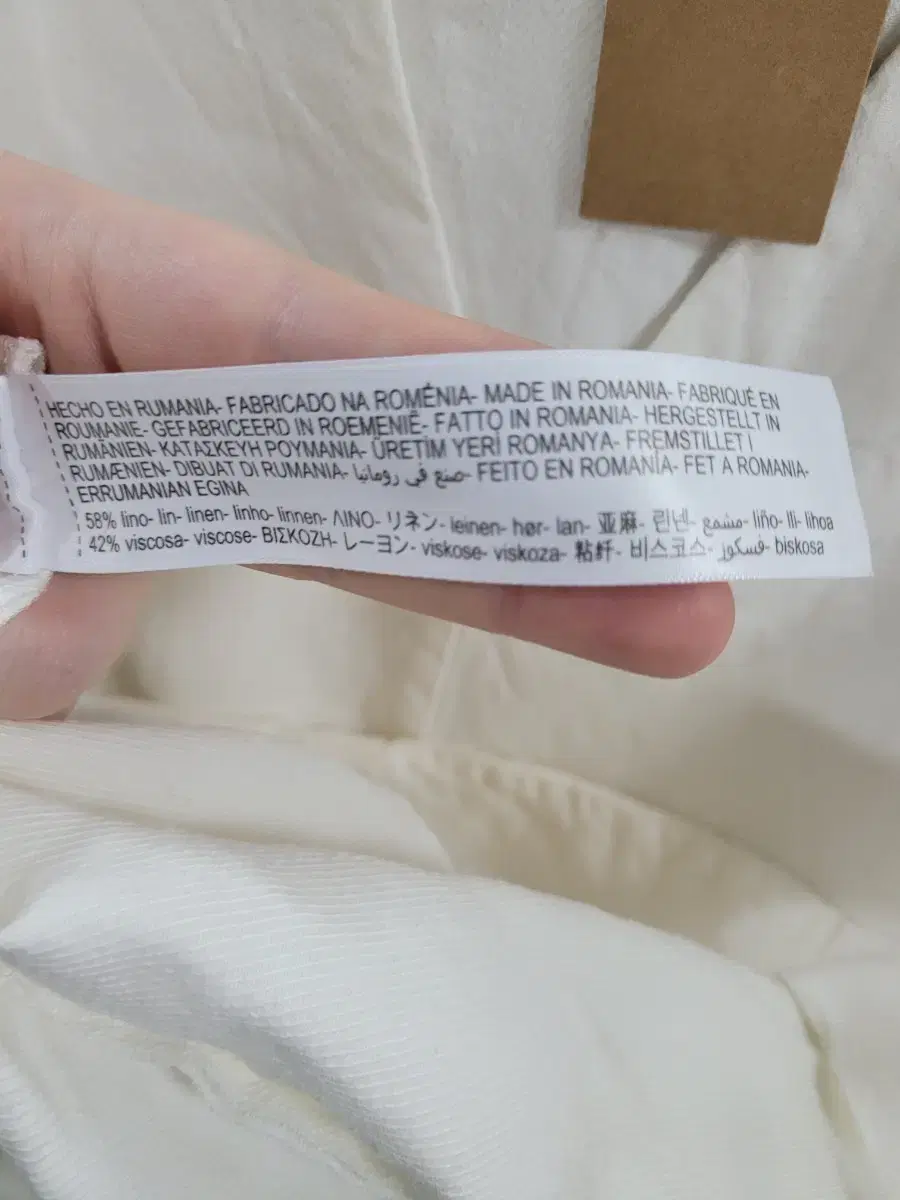 HECHO EN RUMANIA- FABRICADO NA ROMÉNIA- MADE IN ROMANIA- FABRIQUÉ EN
ROUMANIE- GEFABRICEERD IN ROEMENIË- FATTO IN ROMANIA- HERGESTELLT IN
RUMÄNIEN- ΚΑΤΑΣΚΕΥΗ ΡΟΥΜΑΝΙΑ- ÜRETİM YERİ ROMANYA- FREMSTILLET I
RUMÆNIEN- DIBUAT DI RUMANIA- صنع في رومانيا- FEITO EN ROMANÍA- FET A ROMANIA-
ERRUMANIAN EGINA
58% lino- lin- linen- linho- linnen- ΛΙΝΟ- リネン- leinen- hør- lan- 亚麻- 린넨- مشمع- liño- lli- lihoa
42% viscosa- viscose- ΒΙΣΚΟΖΗ- レーヨン- viskose- viskoza- 粘纤- 비스코스- فسكوز- biskosa